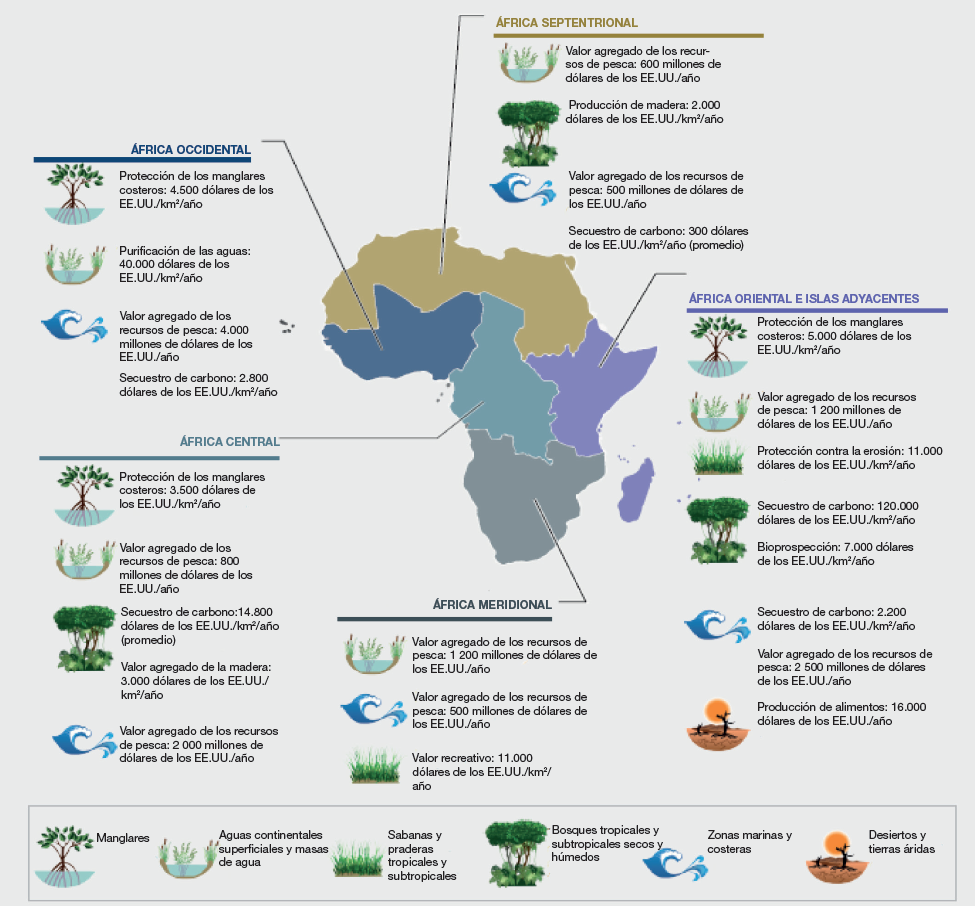 ÁFRICA SEPTENTRIONAL
Valor agregado de los recur-
sos de pesca: 600 millones de
dólares de los EE.UU./año
Producción de madera: 2.000
dólares de los EE.UU./km²/año
Valor agregado de los recursos de
pesca: 500 millones de dólares de
los EE.UU./año
Secuestro de carbono: 300 dólares
de los EE.UU./km²/año (promedio)
ÁFRICA OCCIDENTAL
Protección de los manglares
costeros: 4.500 dólares de los
EE.UU./km²/año
Purificación de las aguas:
40.000 dólares de los
EE.UU./km²/año
Valor agregado de los
recursos de pesca: 4.000
millones de dólares de los
EE.UU./año
Secuestro de carbono: 2.800
dólares de los EE.UU./km²/año
ÁFRICA ORIENTAL E ISLAS ADYACENTES
Protección de los manglares
costeros: 5.000 dólares de los
EE.UU./km²/año
Valor agregado de los recursos
de pesca: 1 200 millones de
dólares de los EE.UU./año
Protección contra la erosión: 11.000
dólares de los EE.UU./km²/año
Secuestro de carbono: 120.000
dólares de los EE.UU./km²/año
Bioprospección: 7.000 dólares
de los EE.UU./km²/año
Secuestro de carbono: 2.200
dólares de los EE.UU./km²/año
Valor agregado de los recursos de
pesca: 2 500 millones de dólares
de los EE.UU./año
Producción de alimentos: 16.000
dólares de los EE.UU./año
ÁFRICA CENTRAL
Protección de los manglares
costeros: 3.500 dólares de
los EE.UU./km²/año
Valor agregado de los
recursos de pesca: 800
millones de dólares de los
EE.UU./año
Secuestro de carbono:14.800
dólares de los EE.UU./km²/año
(promedio)
Valor agregado de la madera:
3.000 dólares de los EE.UU./
km²/año
Valor agregado de los recursos
de pesca: 2 000 millones de
dólares de los EE.UU./año
ÁFRICA MERIDIONAL
Valor agregado de los recursos de
pesca: 1 200 millones de dólares de
los EE.UU./año
Valor agregado de los recursos de
pesca: 500 millones de dólares de
los EE.UU./año
Valor recreativo: 11.000
dólares de los EE.UU./km²/
año
Manglares
Aguas continentales
superficiales y masas
de agua
Sabanas y
praderas
tropicales y
subtropicales
Bosques tropicales y
subtropicales secos y
húmedos
Zonas marinas y
costeras
Desiertos y
tierras áridas